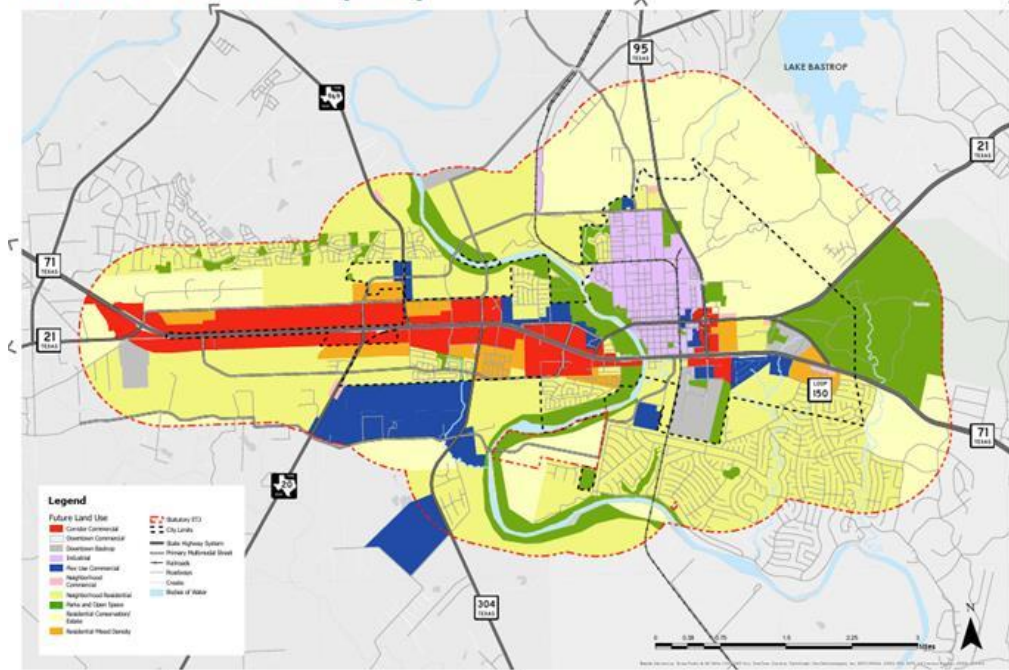 95
TEXAS
LAKE BASTROP
969
21
TEXAS
71
TEXAS
21
TEXAS
LOOP
150
71
TEXAS
20
304
TEXAS
Legend
Future Land Use
Corridor Commercial
Downtown Commercial
Downtown Bastrop
Industrial
Flex Use Commercial
Neighborhood
Commercial
Neighborhood Residential
Parks and Open Space
Residential Conservation/
Estate
Residential Mixed Density
Statutory ETJ
City Limits
State Highway System
Primary Multimodal Street
Railroads
Roadways
Creeks
Bodies of Water
N
0 0.38 0.75 1.5 2.25 3
Miles